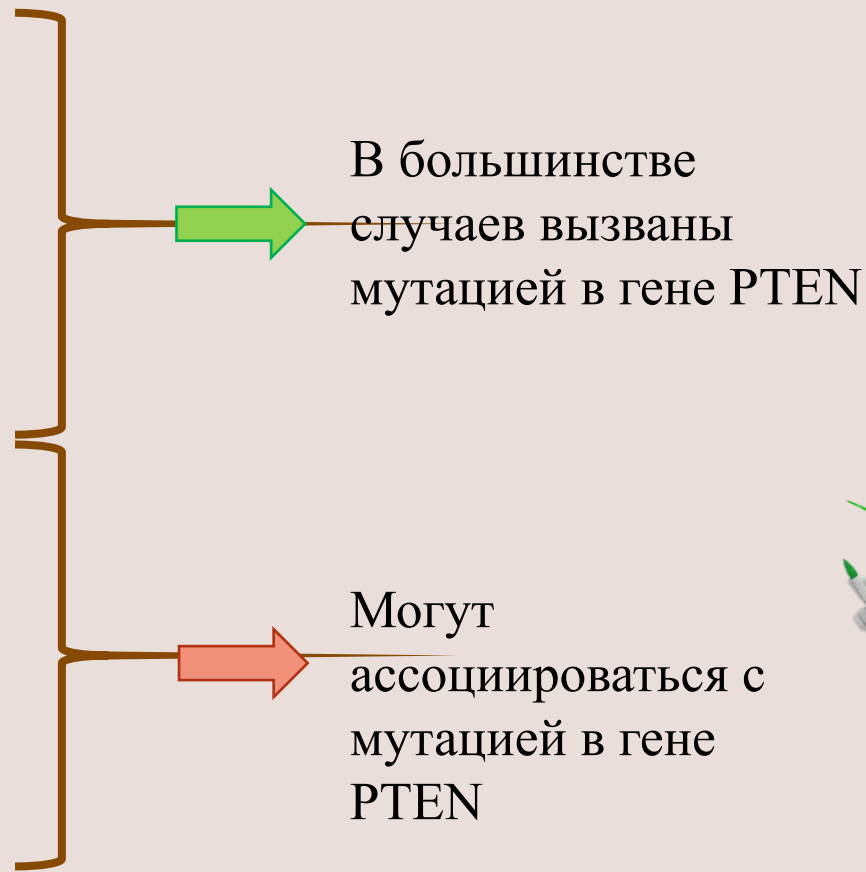 В большинстве
случаев вызваны
мутацией в гене PTEN
Могут
ассоциироваться с
мутацией в гене
PTEN